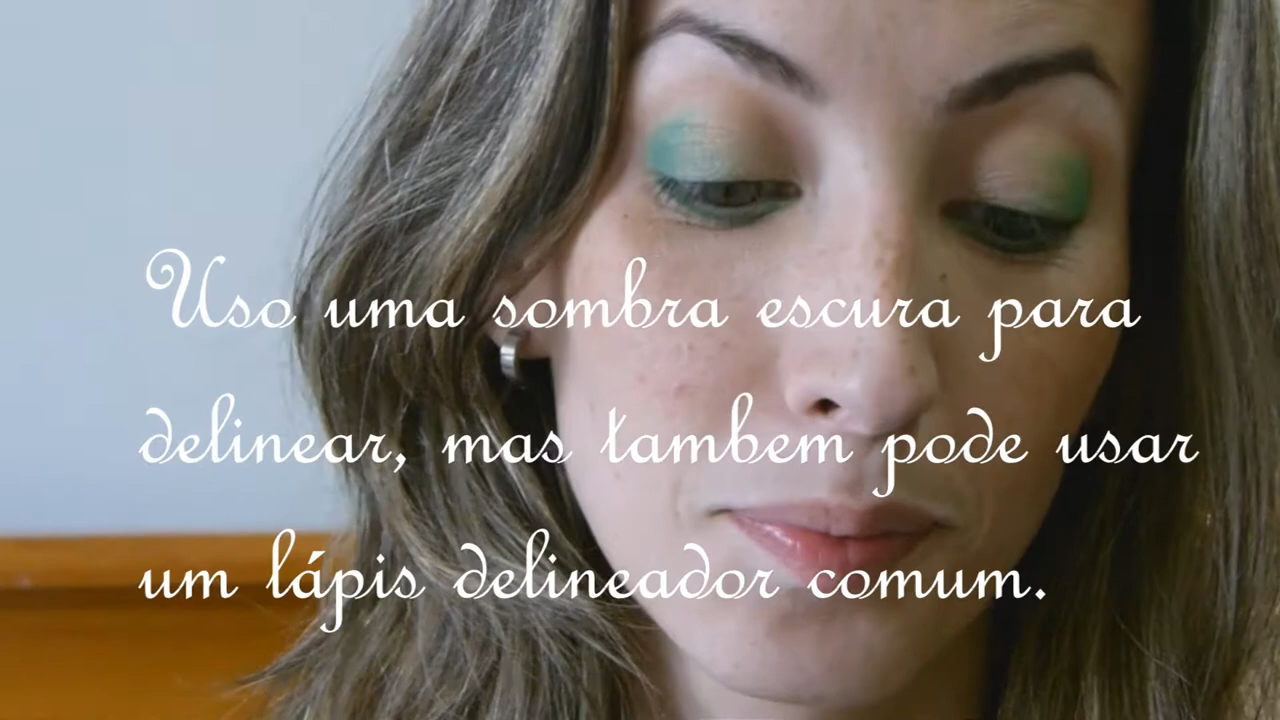 Uso uma sombra escura para
delinear, mas tambem pode usar
um lápis delineador comum.